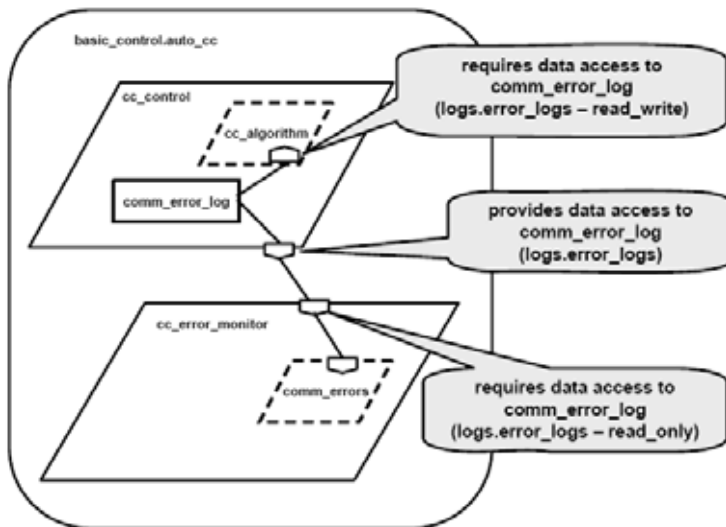 basic_control.auto_cc
requires data access to
comm_error_log
(logs.error_logs – read_write)
cc_control
cc_algorithm
comm_error_log
provides data access to
comm_error_log
(logs.error_logs)
cc_error_monitor
comm_errors
requires data access to
comm_error_log
(logs.error_logs – read_only)